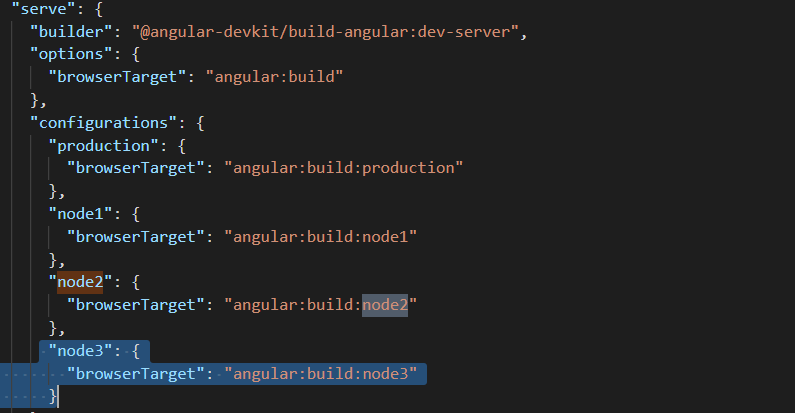 "serve": {
"builder": "@angular-devkit/build-angular:dev-server",
"options": {
"browserTarget": "angular:build"
},
"configurations": {
"production": {
"browserTarget": "angular:build:production"
},
"node1": {
"browserTarget": "angular:build:node1"
},
"node2": {
"browserTarget": "angular:build:node2"
},
"node3": {
"browserTarget": "angular:build:node3"
}